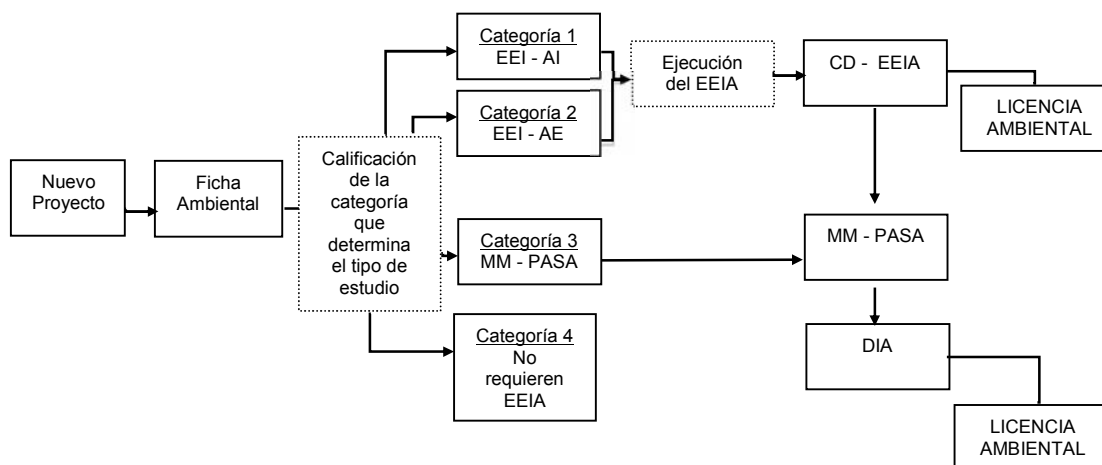 Nuevo
Proyecto
Ficha
Ambiental
Calificación
de la
categoría
que
determina
el tipo de
estudio
Categoría 1
EEI - AI
Categoría 2
EEI - AE
Categoría 3
MM - PASA
Categoría 4
No
requieren
EEIA
Ejecución
del EEIA
CD - EEIA
LICENCIA
AMBIENTAL
MM - PASA
DIA
LICENCIA
AMBIENTAL